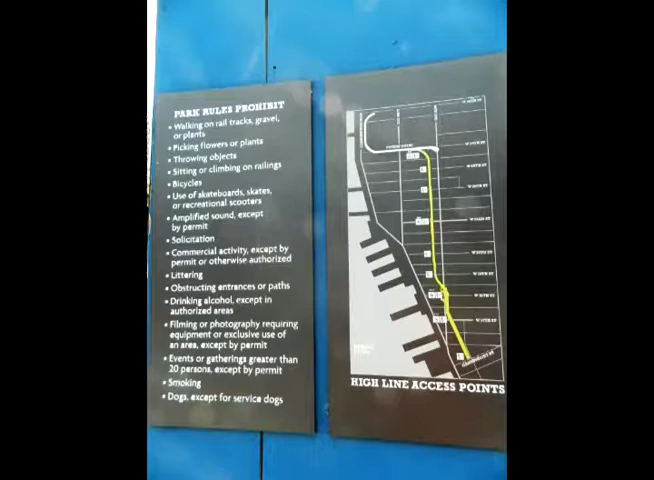 PARK RULES PROHIBIT
• Walking on rail tracks, gravel,
or plants
• Picking flowers or plants
• Throwing objects
• Sitting or climbing on railings
• Bicycles
• Use of skateboards, skates,
or recreational scooters
• Amplified sound, except
by permit
• Solicitation
• Commercial activity, except by
permit or otherwise authorized
• Littering
• Obstructing entrances or paths
• Drinking alcohol, except in
authorized areas
• Filming or photography requiring
equipment or exclusive use of
an area, except by permit
• Events or gatherings greater than
20 persons, except by permit
• Smoking
• Dogs, except for service dogs
HIGH LINE ACCESS POINTS